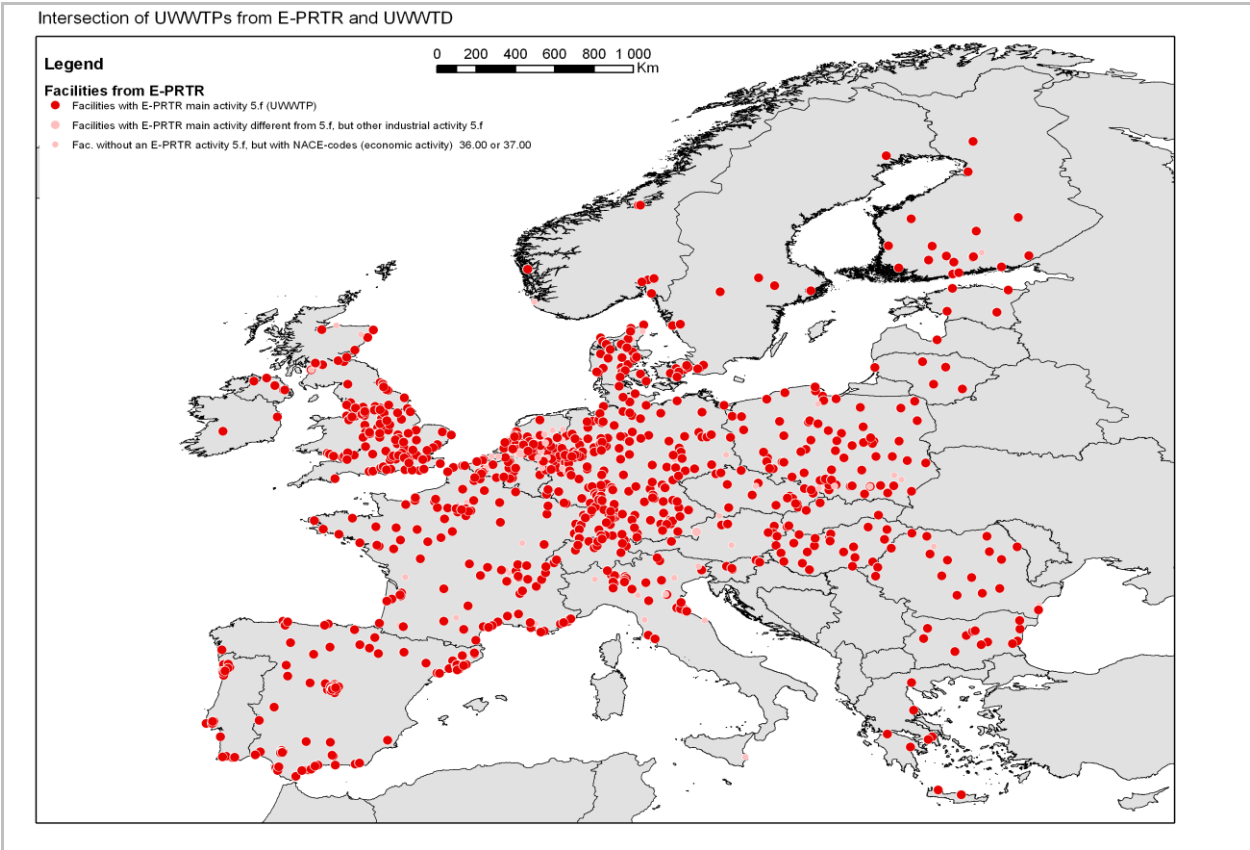 Intersection of UWWTPs from E-PRTR and UWWTD
0 200 400 600 800 1 000
Km
Legend
Facilities from E-PRTR
Facilities with E-PRTR main activity 5.f (UWWTP)
Facilities with E-PRTR main activity different from 5.f, but other industrial activity 5.f
Fac. without an E-PRTR activity 5.f, but with NACE-codes (economic activity) 36.00 or 37.00